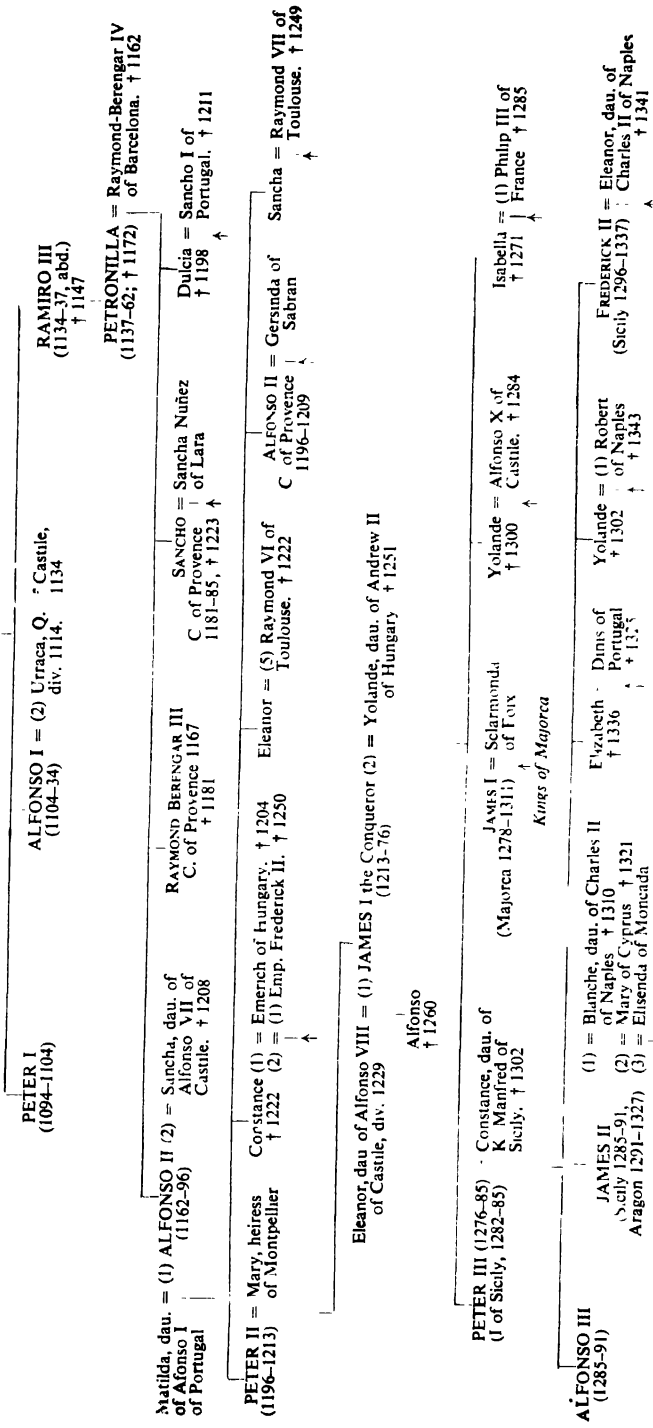 PETER I
(1094–1104)
ALFONSO I = (2) Urraca, Q.
(1104–34) div. 1114.
Castile,
1134
RAMIRO III
(1134–37, abd.)
† 1147
PETRONILLA = Raymond-Berengar IV
(1137–62; † 1172) of Barcelona. † 1162
Matilda, dau. = (1) ALFONSO II (2) = Sancha, dau. of
of Afonso I (1162–96) Alfonso VII of
of Portugal Castile. † 1208
RAYMOND BERENGAR III
C. of Provence 1167
† 1181
SANCHO = Sancha Nuñez
C of Provence of Lara
1181–85, † 1223
Dulcia = Sancho I of
† 1198 Portugal. † 1211
PETER II = Mary, heiress
(1196–1213) of Montpellier
Constance (1) = Emerich of Hungary. † 1204
† 1222 (2) = (1) Emp. Frederick II. † 1250
Eleanor = (5) Raymond VI of
Toulouse. † 1222
ALFONSO II = Gersinda of
C of Provence Sabran
1196–1209
Sancha = Raymond VII of
Toulouse. † 1249
Eleanor, dau of Alfonso VIII = (1) JAMES I the Conqueror (2) = Yolande, dau. of Andrew II
of Castile, div. 1229 (1213–76) of Hungary † 1251
Alfonso
† 1260
PETER III (1276–85) Constance, dau. of
(I of Sicily, 1282–85) K Manfred of
Sicily. † 1302
JAMES I = Sclarmonda
(Majorca 1278–1311) of Foix
Kings of Majorca
Yolande = Alfonso X of
† 1300 Castile. † 1284
Isabella = (1) Philip III of
† 1271 France † 1285
ALFONSO III
(1285–91)
JAMES II
(Sicily 1285–91,
Aragon 1291–1327)
(1) = Blanche, dau. of Charles II
of Naples † 1310
(2) = Mary of Cyprus † 1321
(3) = Elisenda of Moncada
Elizabeth Dinis of
† 1336 Portugal
Yolande = (1) Robert
† 1302 of Naples
† 1343
FREDERICK II = Eleanor, dau. of
(Sicily 1296–1337) Charles II of Naples
† 1341